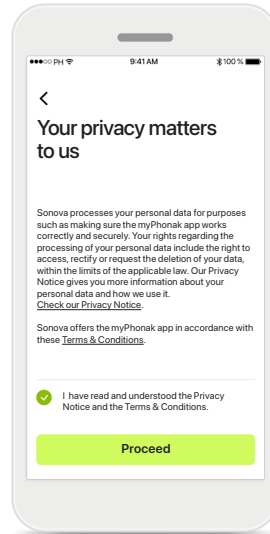 PH 9:41 AM 100 %
Your privacy matters
to us
Sonova processes your personal data for purposes
such as making sure the myPhonak app works
correctly and securely. Your rights regarding the
processing of your personal data include the right to
access, rectify or request the deletion of your data,
within the limits of the applicable law. Our Privacy
Notice gives you more information about your
personal data and how we use it.
Check our Privacy Notice.
Sonova offers the myPhonak app in accordance with
these Terms & Conditions.
I have read and understood the Privacy
Notice and the Terms & Conditions.
Proceed